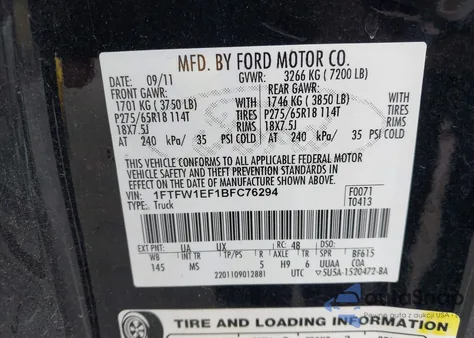 MFD. BY FORD MOTOR CO.
DATE: 09/11 GVWR: 3266 KG (7200 LB)
FRONT GAWR: REAR GAWR:
1701 KG (3750 LB) 1746 KG (3850 LB)
P275/65R18 114T TIRES P275/65R18 114T TIRES
18X7.5J RIMS 18X7.5J RIMS
AT 240 kPa/ 35 PSI COLD AT 240 kPa/ 35 PSI COLD
THIS VEHICLE CONFORMS TO ALL APPLICABLE FEDERAL MOTOR
VEHICLE SAFETY AND THEFT PREVENTION STANDARDS IN
EFFECT ON THE DATE OF MANUFACTURE SHOWN ABOVE.
VIN: 1FTFW1EF1BFC76294 F0071
TYPE: Truck T0413
EXT PNT: UA UX RC: 48 DSO:
WB INT TR TP/PS R AXLE TR SPR BF615
145 MS 5 H9 6 UUAA COA
2201109012881 UTC SU5A-1520472-BA
TIRE AND LOADING INFORMATION